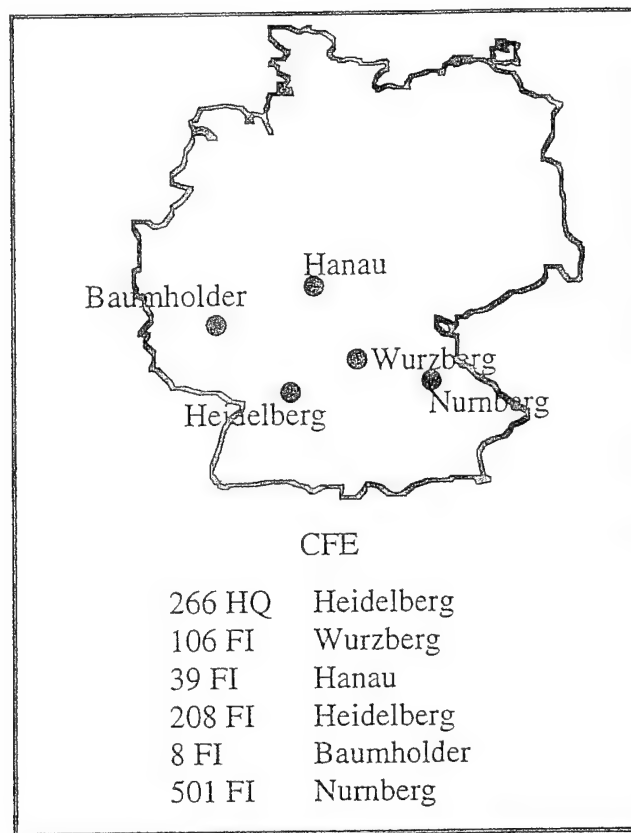 Hanau
Baumholder
Wurzberg
Heidelberg
Nurnberg
CFE
266 HQ Heidelberg
106 FI Wurzberg
39 FI Hanau
208 FI Heidelberg
8 FI Baumholder
501 FI Nurnberg